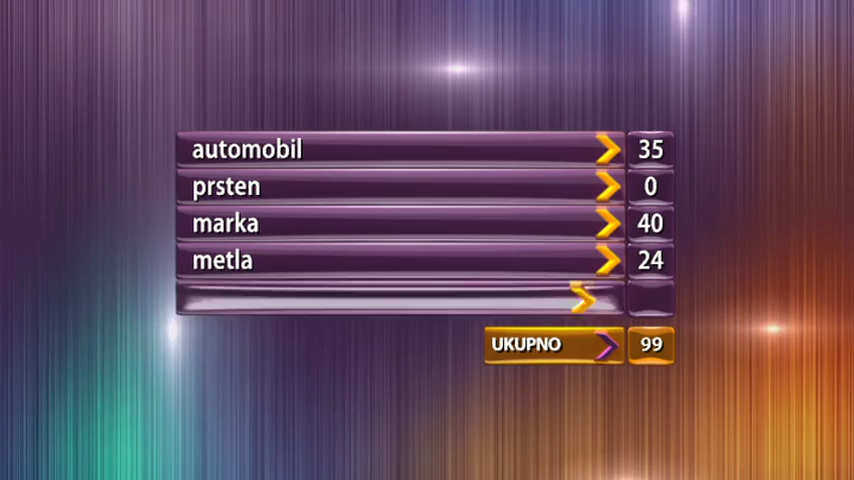 automobil 35
prsten 0
marka 40
metla 24
UKUPNO 99